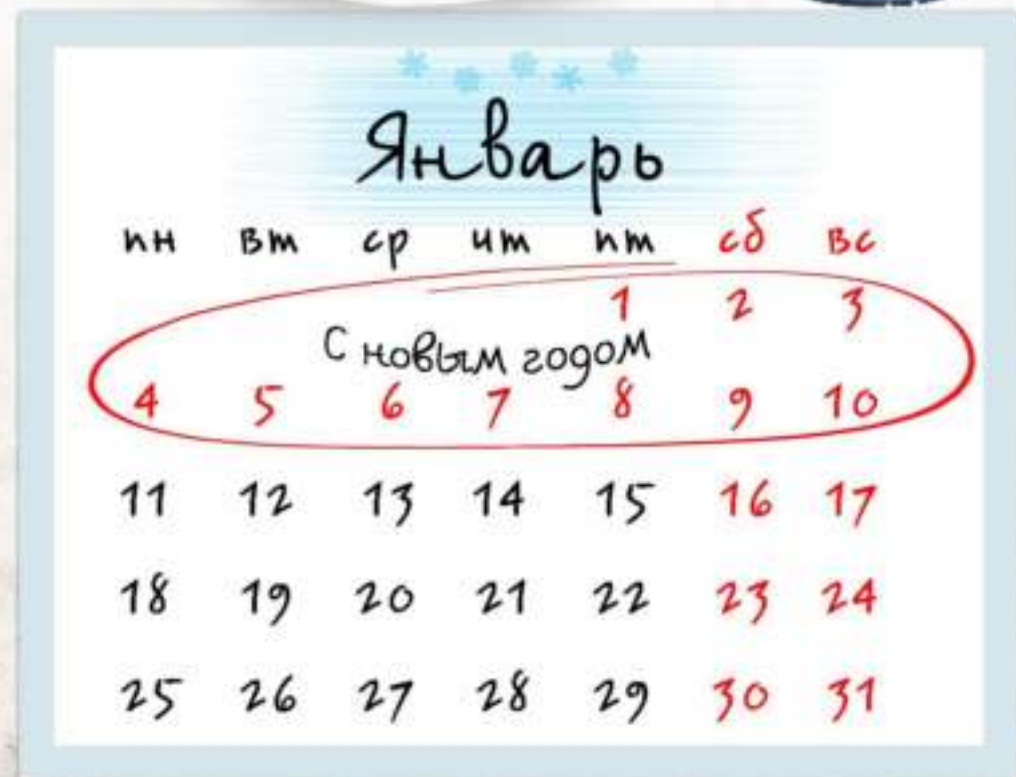 Январь
пн вт ср чт пт сб вс
1 2 3
С новым годом
4 5 6 7 8 9 10
11 12 13 14 15 16 17
18 19 20 21 22 23 24
25 26 27 28 29 30 31